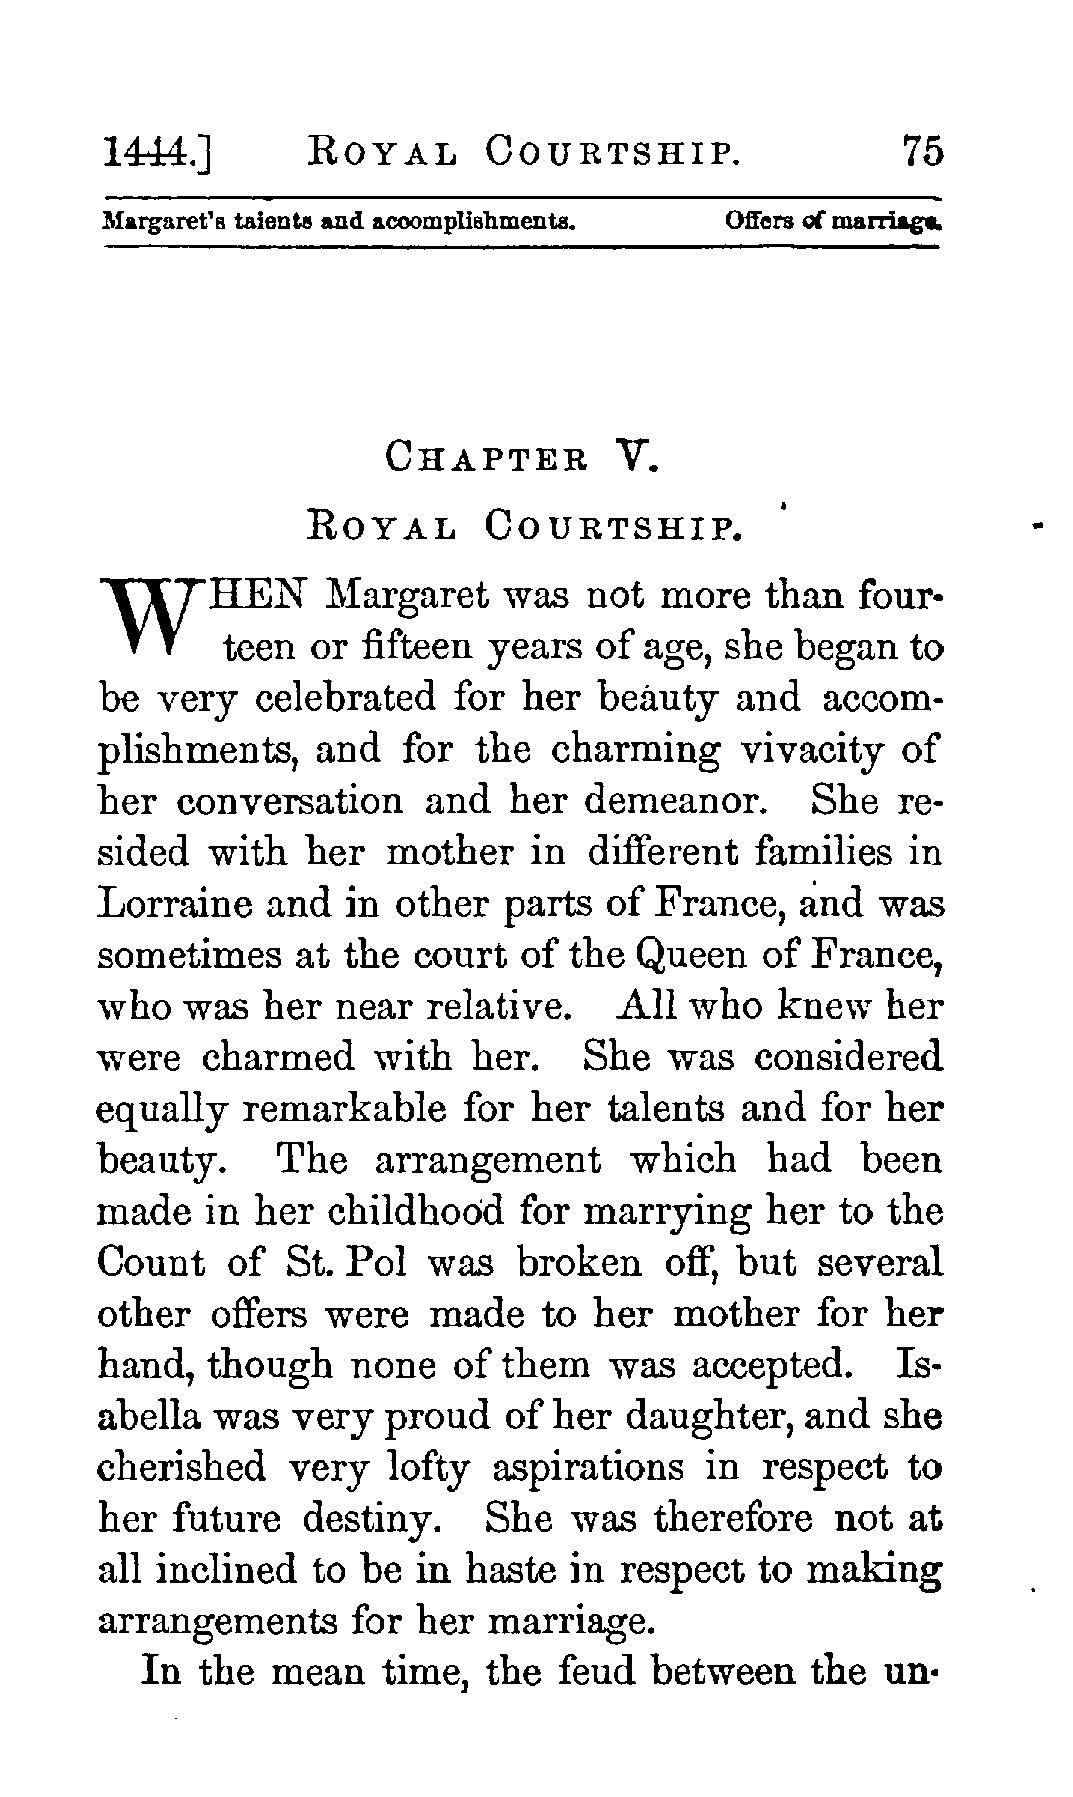 1444.] ROYAL COURTSHIP. 75
Margaret's talents and accomplishments. Offers of marriage.
CHAPTER V.
ROYAL COURTSHIP.
WHEN Margaret was not more than four-
teen or fifteen years of age, she began to
be very celebrated for her beauty and accom-
plishments, and for the charming vivacity of
her conversation and her demeanor. She re-
sided with her mother in different families in
Lorraine and in other parts of France, and was
sometimes at the court of the Queen of France,
who was her near relative. All who knew her
were charmed with her. She was considered
equally remarkable for her talents and for her
beauty. The arrangement which had been
made in her childhood for marrying her to the
Count of St. Pol was broken off, but several
other offers were made to her mother for her
hand, though none of them was accepted. Is-
abella was very proud of her daughter, and she
cherished very lofty aspirations in respect to
her future destiny. She was therefore not at
all inclined to be in haste in respect to making
arrangements for her marriage.
In the mean time, the feud between the un-